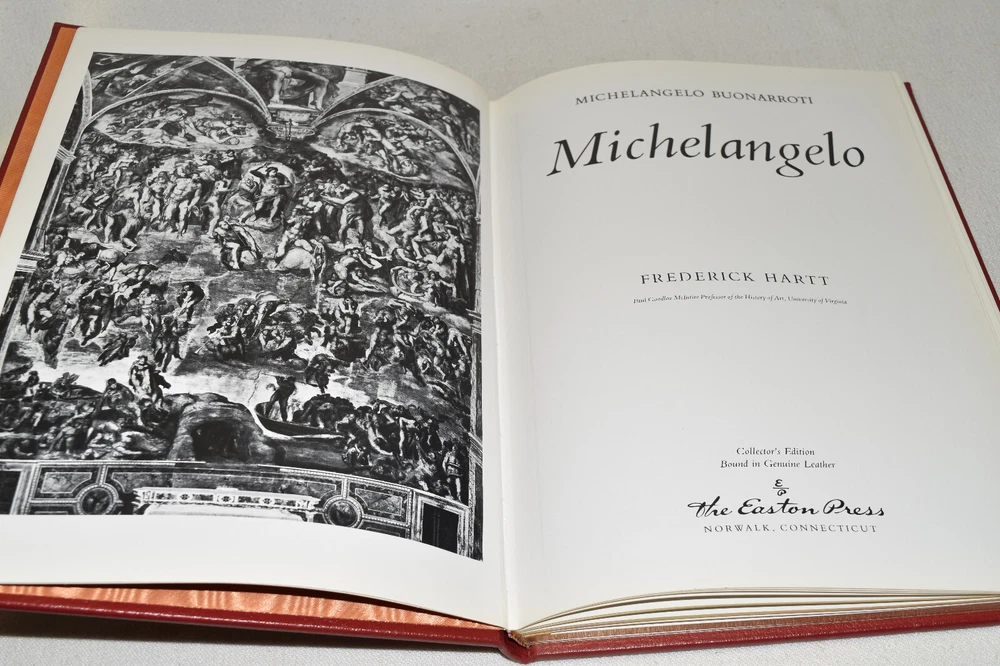 MICHELANGELO BUONARROTI
Michelangelo
FREDERICK HARTT
Paul Goodloe McIntire Professor of the History of Art, University of Virginia
Collector's Edition
Bound in Genuine Leather
E
P
The Easton Press
NORWALK, CONNECTICUT